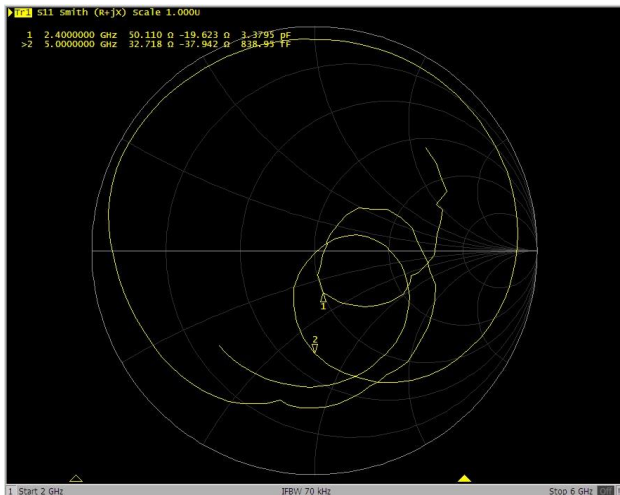 Tr1 S11 Smith (R+jX) Scale 1.000U
1 2.4000000 GHz 50.110 Ω -19.623 Ω 3.3795 pF
>2 5.0000000 GHz 32.718 Ω -37.942 Ω 838.95 fF
1
2
1 Start 2 GHz IFBW 70 kHz Stop 6 GHz Off